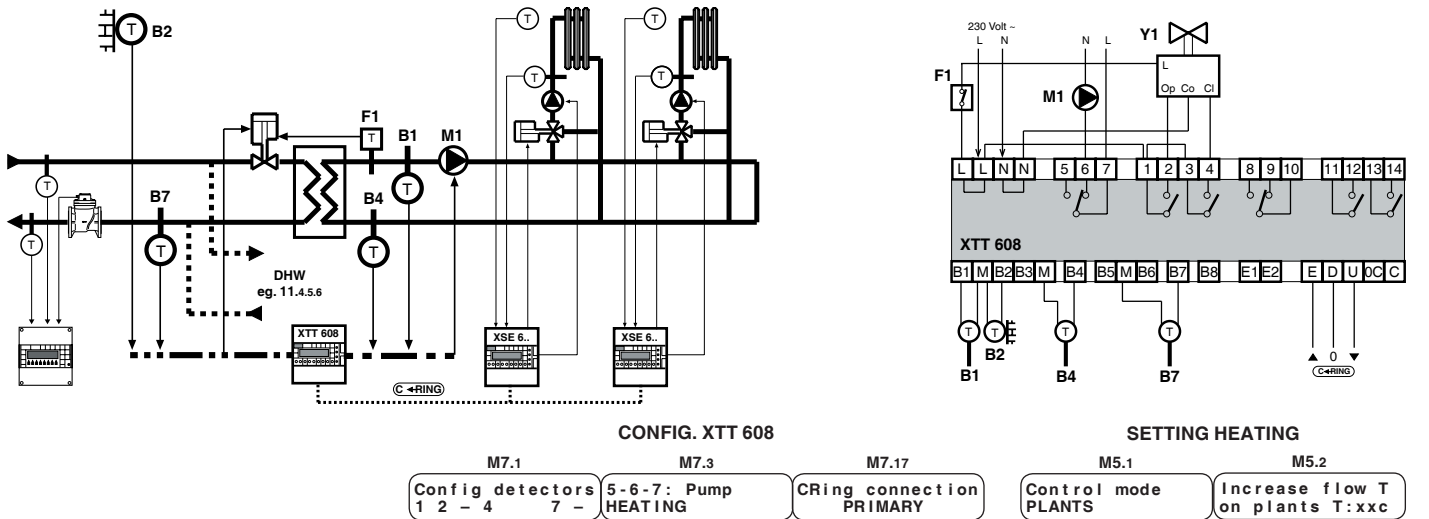 B2
T
T
T
230 Volt ~
L N
N L
Y1
L
Op Co Cl
F1
M1
T
T
F1
B1
M1
T
L L N N
5 6 7
1 2 3 4
8 9 10
11 12 13 14
T
T
B7
B4
T
T
T
XTT 608
DHW
eg. 11.4.5.6
B1 M B2 B3 M B4 B5 M B6 B7 B8 E1 E2 E D U 0C C
XTT 608
XSE 6..
XSE 6..
T
T
T
B2
B1
B4
B7
0
C RING
C RING
CONFIG. XTT 608
SETTING HEATING
M7.1
M7.3
M7.17
M5.1
M5.2
Config detectors
1 2 – 4 7 –
5-6-7: Pump
HEATING
CRing connection
PRIMARY
Control mode
PLANTS
Increase flow T
on plants T:xxc